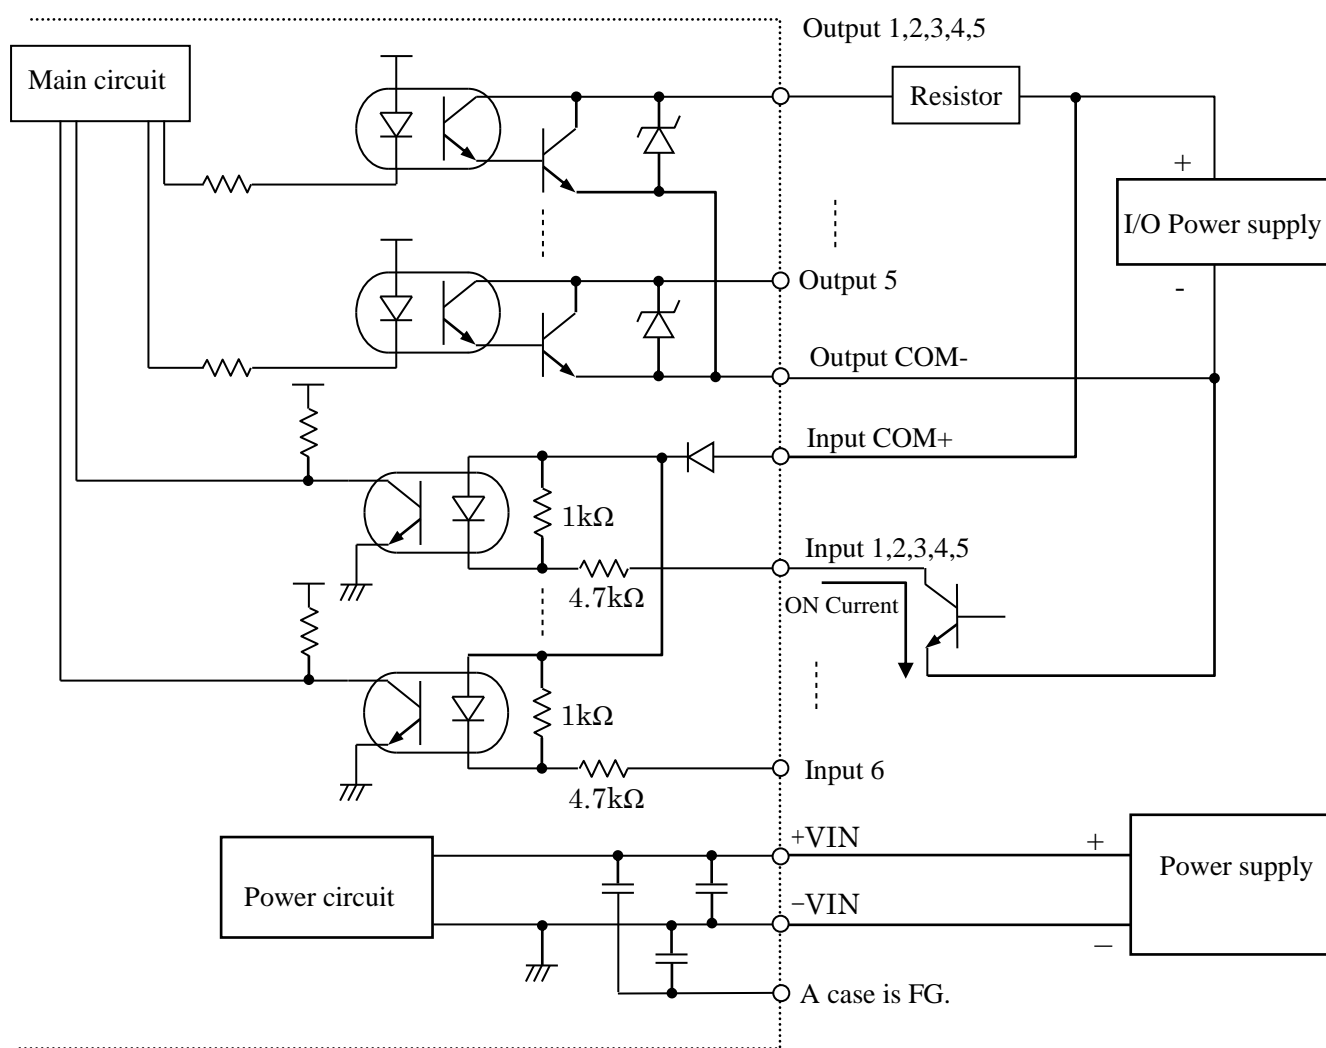 Output 1,2,3,4,5
Main circuit
Resistor
+
I/O Power supply
-
Output 5
Output COM-
Input COM+
1kΩ
Input 1,2,3,4,5
4.7kΩ
ON Current
1kΩ
Input 6
4.7kΩ
+VIN
+
Power supply
Power circuit
−VIN
−
A case is FG.